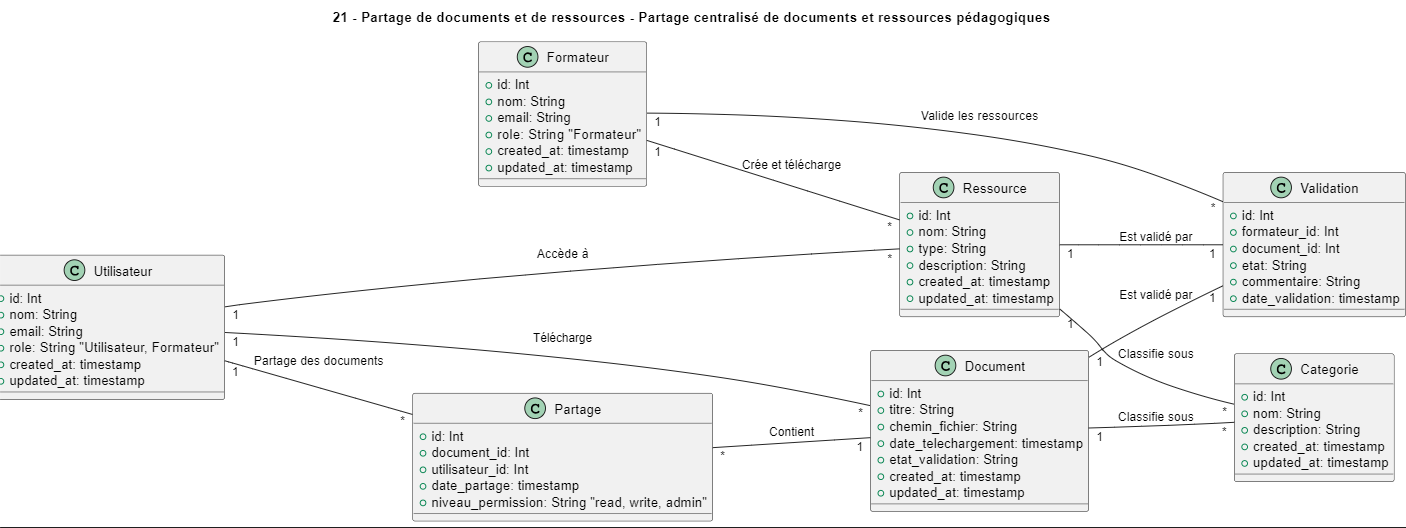 21 - Partage de documents et de ressources - Partage centralisé de documents et ressources pédagogiques
C Formateur
id: Int
nom: String
email: String
role: String "Formateur"
created_at: timestamp
updated_at: timestamp
1
1
Valide les ressources
Crée et télécharge
*
*
C Ressource
id: Int
nom: String
type: String
description: String
created_at: timestamp
updated_at: timestamp
C Validation
id: Int
formateur_id: Int
document_id: Int
etat: String
commentaire: String
date_validation: timestamp
Est validé par
1
1
Est validé par
1
1
C Utilisateur
id: Int
nom: String
email: String
role: String "Utilisateur, Formateur"
created_at: timestamp
updated_at: timestamp
Accède à
1
*
Télécharge
1
*
Partage des documents
1
*
C Partage
id: Int
document_id: Int
utilisateur_id: Int
date_partage: timestamp
niveau_permission: String "read, write, admin"
Contient
*
1
C Document
id: Int
titre: String
chemin_fichier: String
date_telechargement: timestamp
etat_validation: String
created_at: timestamp
updated_at: timestamp
Classifie sous
1
*
Classifie sous
1
*
C Categorie
id: Int
nom: String
description: String
created_at: timestamp
updated_at: timestamp